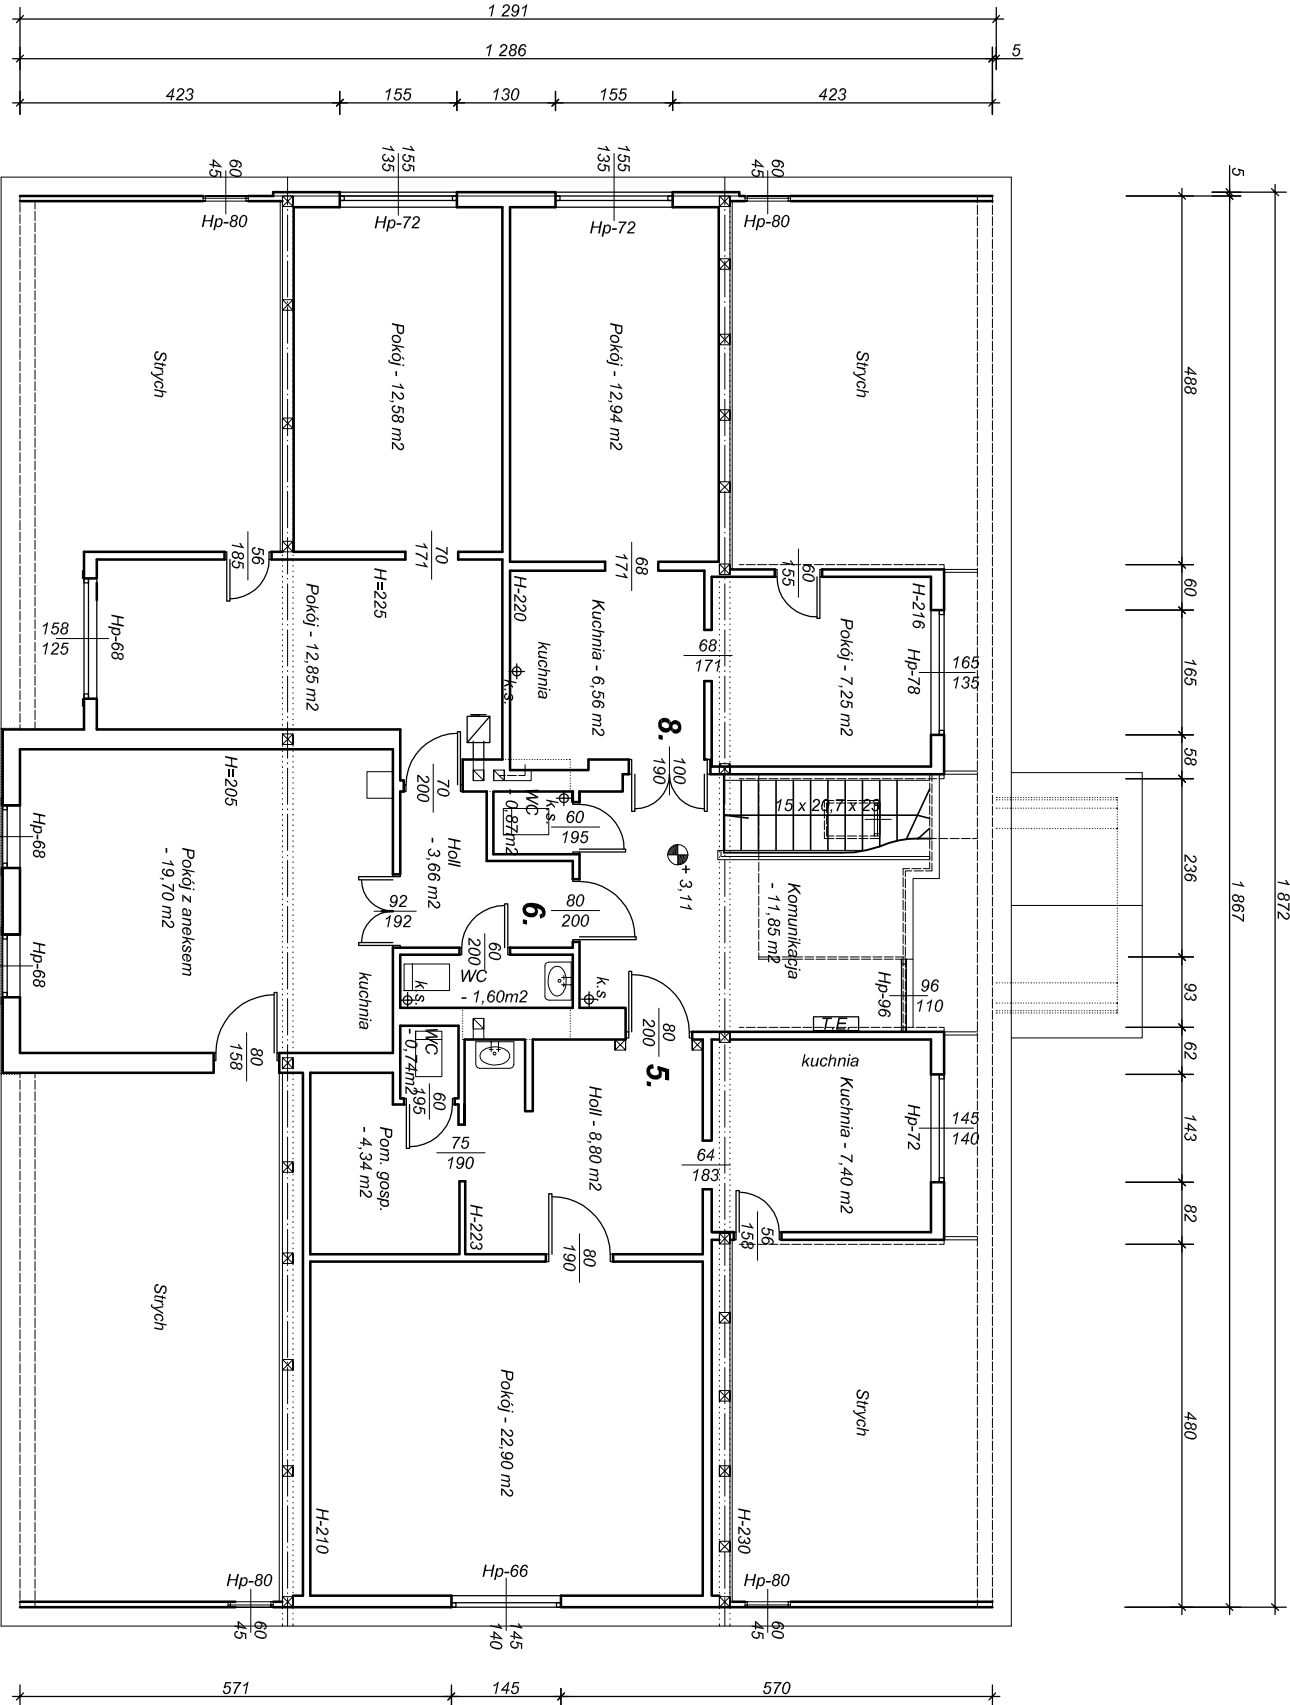 1 291
1 286
5
423
155
130
155
423
60
45
155
135
155
135
60
45
5
Hp-80
Hp-72
Hp-72
Hp-80
Strych
Pokój - 12,58 m2
Pokój - 12,94 m2
Strych
488
56
185
70
171
68
171
60
155
60
H=225
H-220
H-216
158
125
Hp-68
Pokój - 12,85 m2
kuchnia
Kuchnia - 6,56 m2
68
171
Pokój - 7,25 m2
Hp-78
165
135
165
k.s.
8.
58
H=205
70
200
100
190
WC
- 0,87m2
k.s.
60
195
15 x 20,7 x 23
Hp-68
Pokój z aneksem
- 19,70 m2
Holl
- 3,66 m2
+ 3,11
236
1 867
1 872
92
192
6.
80
200
Komunikacja
- 11,85 m2
Hp-68
kuchnia
60
200
WC
- 1,60m2
k.s.
k.s.
Hp-96
96
110
93
T.E.
80
158
WC
- 0,74m2
60
195
80
200
5.
kuchnia
62
Pom. gosp.
- 4,34 m2
75
190
Holl - 8,80 m2
64
183
Kuchnia - 7,40 m2
Hp-72
145
140
143
H-223
80
190
56
158
82
Strych
Pokój - 22,90 m2
Strych
480
H-210
H-230
Hp-80
Hp-66
Hp-80
60
45
145
140
60
45
571
145
570